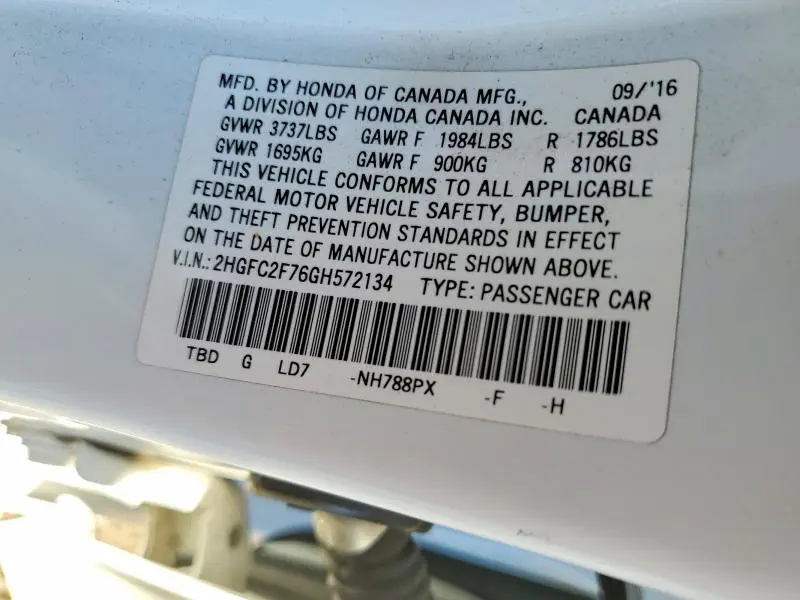 MFD. BY HONDA OF CANADA MFG., 09/'16
A DIVISION OF HONDA CANADA INC. CANADA
GVWR 3737LBS GAWR F 1984LBS R 1786LBS
GVWR 1695KG GAWR F 900KG R 810KG
THIS VEHICLE CONFORMS TO ALL APPLICABLE
FEDERAL MOTOR VEHICLE SAFETY, BUMPER,
AND THEFT PREVENTION STANDARDS IN EFFECT
ON THE DATE OF MANUFACTURE SHOWN ABOVE.
V.I.N.: 2HGFC2F76GH572134 TYPE: PASSENGER CAR
TBD G LD7 -NH788PX -F -H